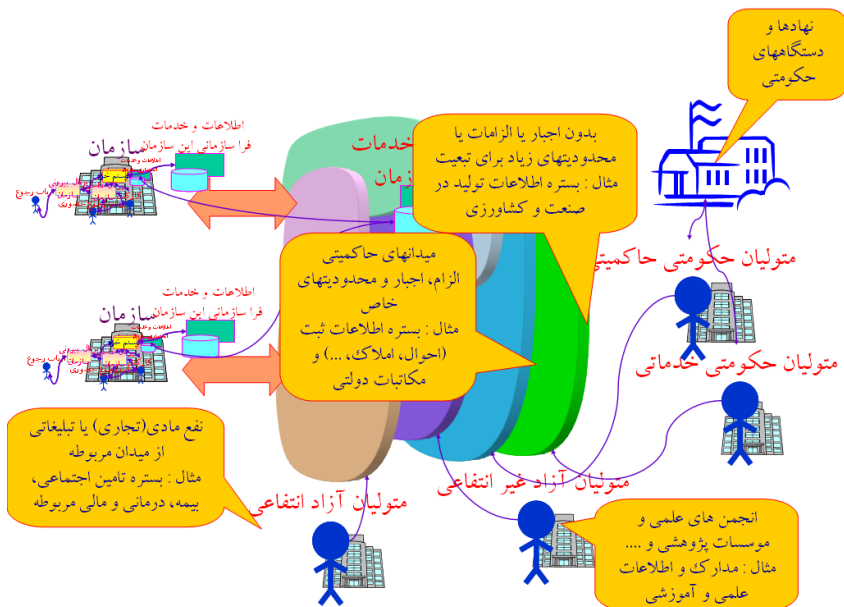 نهادها و
دستگاههای
حکومتی
بدون اجبار یا الزامات یا
محدودیتهای زیاد برای تبعیت
مثال : بستره اطلاعات تولید در
صنعت و کشاورزی
اطلاعات و خدمات
فرا سازمانی این سازمان
سازمان
خدمات
متولیان حکومتی حاکمیتی
میدانهای حاکمیتی
الزام، اجبار و محدودیتهای
خاص
مثال : بستره اطلاعات ثبت
(احوال، املاک، ...) و
مکاتبات دولتی
اطلاعات و خدمات
فرا سازمانی این سازمان
سازمان
متولیان حکومتی خدماتی
نفع مادی(تجاری) یا تبلیغاتی
از میدان مربوطه
مثال : بستره تامین اجتماعی،
بیمه، درمانی و مالی مربوطه
متولیان آزاد غیر انتفاعی
متولیان آزاد انتفاعی
انجمن های علمی و
موسسات پژوهشی و ....
مثال : مدارک و اطلاعات
علمی و آموزشی